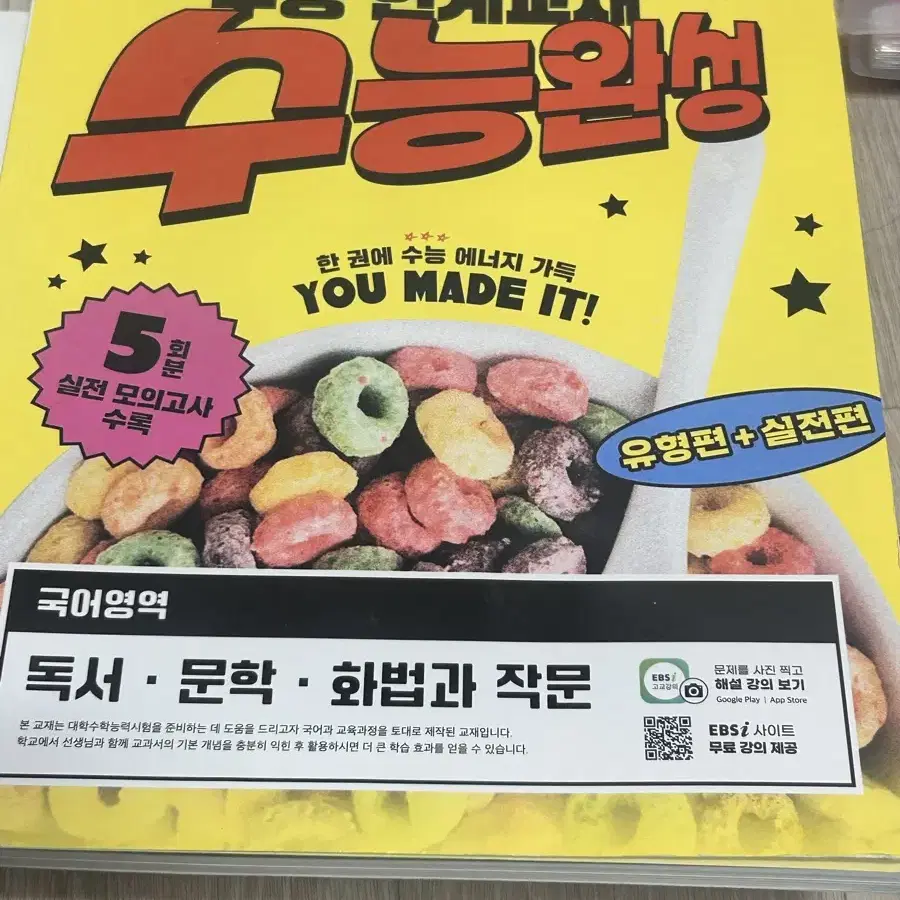 수능완성
한 권에 수능 에너지 가득
YOU MADE IT!
5회분
실전 모의고사
수록
유형편 + 실전편
국어영역
독서 · 문학 · 화법과 작문
본 교재는 대학수학능력시험을 준비하는 데 도움을 드리고자 국어과 교육과정을 토대로 제작된 교재입니다.
학교에서 선생님과 함께 교과서의 기본 개념을 충분히 익힌 후 활용하시면 더 큰 학습 효과를 얻을 수 있습니다.
EBSi
고교강의
문제를 사진 찍고
해설 강의 보기
Google Play | App Store
EBSi 사이트
무료 강의 제공